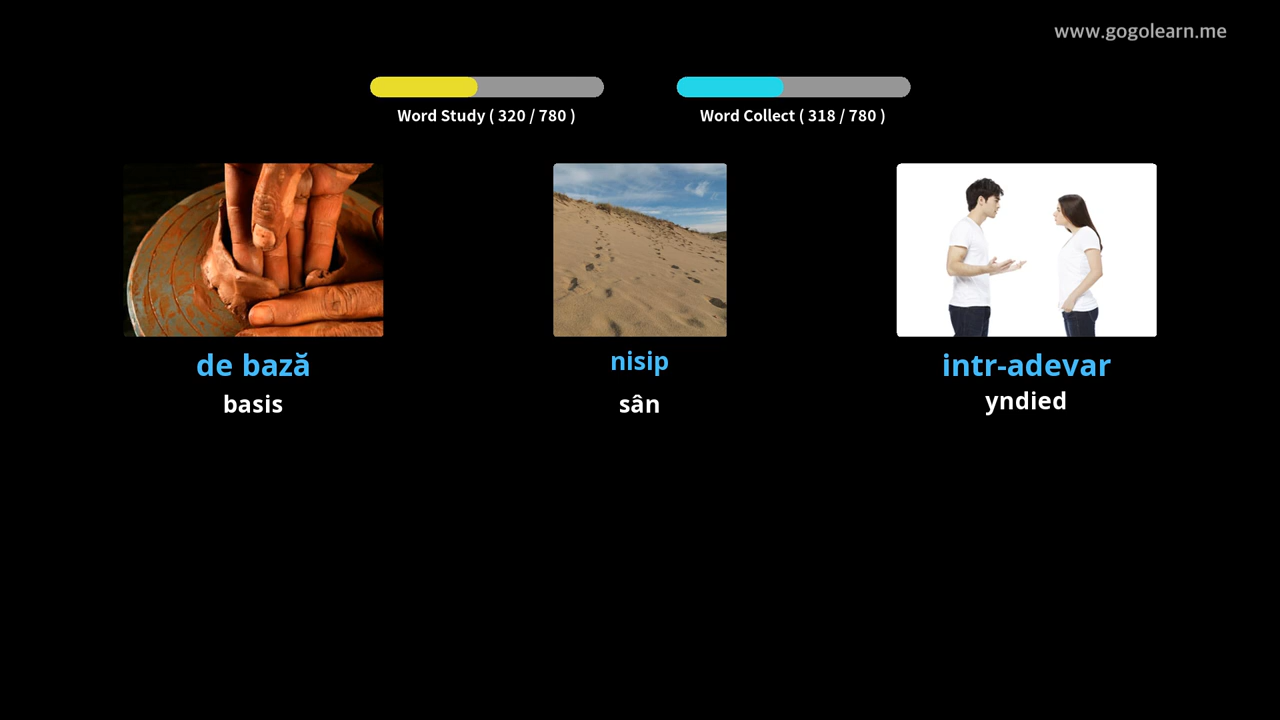 www.gogolearn.me
Word Study ( 320 / 780 )
Word Collect ( 318 / 780 )
de bază
basis
nisip
sân
intr-adevar
yndied